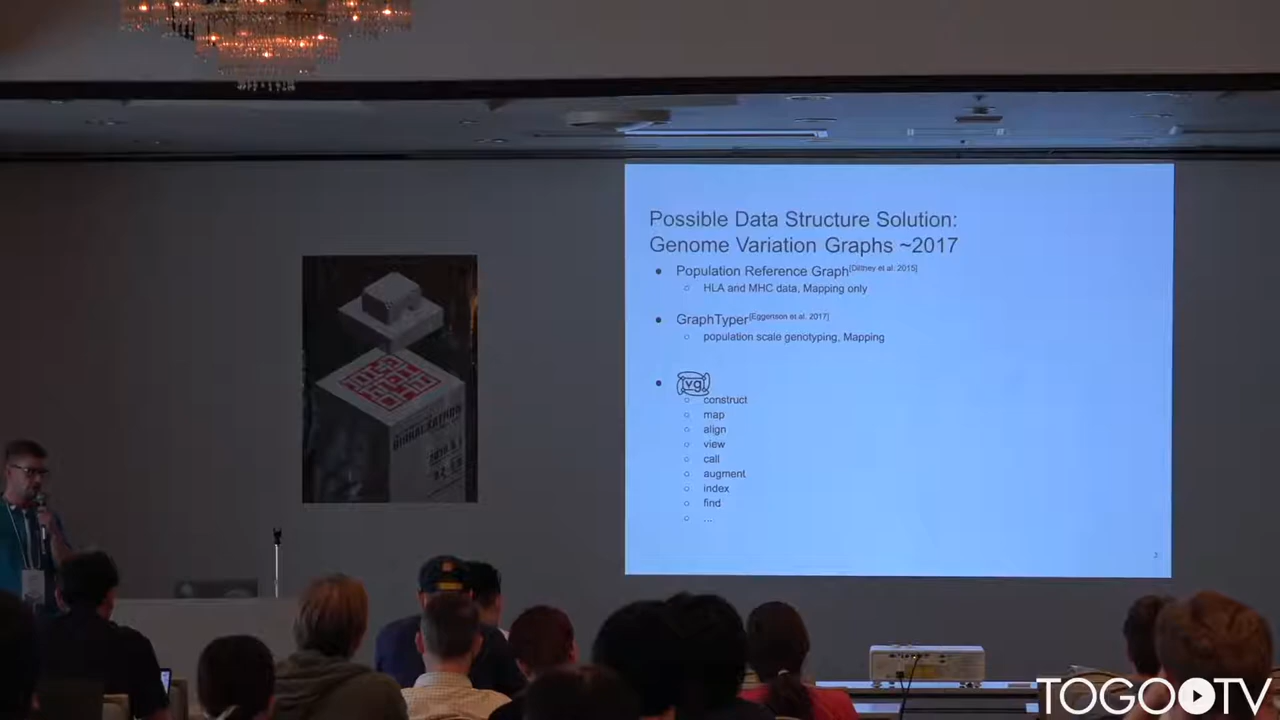 Possible Data Structure Solution:
Genome Variation Graphs ~2017
● Population Reference Graph[Dilthey et al. 2015]
○ HLA and MHC data, Mapping only
● GraphTyper[Eggertson et al. 2017]
○ population scale genotyping, Mapping
● vg
○ construct
○ map
○ align
○ view
○ call
○ augment
○ index
○ find
○ ...
BIOHACKATHON
TOGOTV